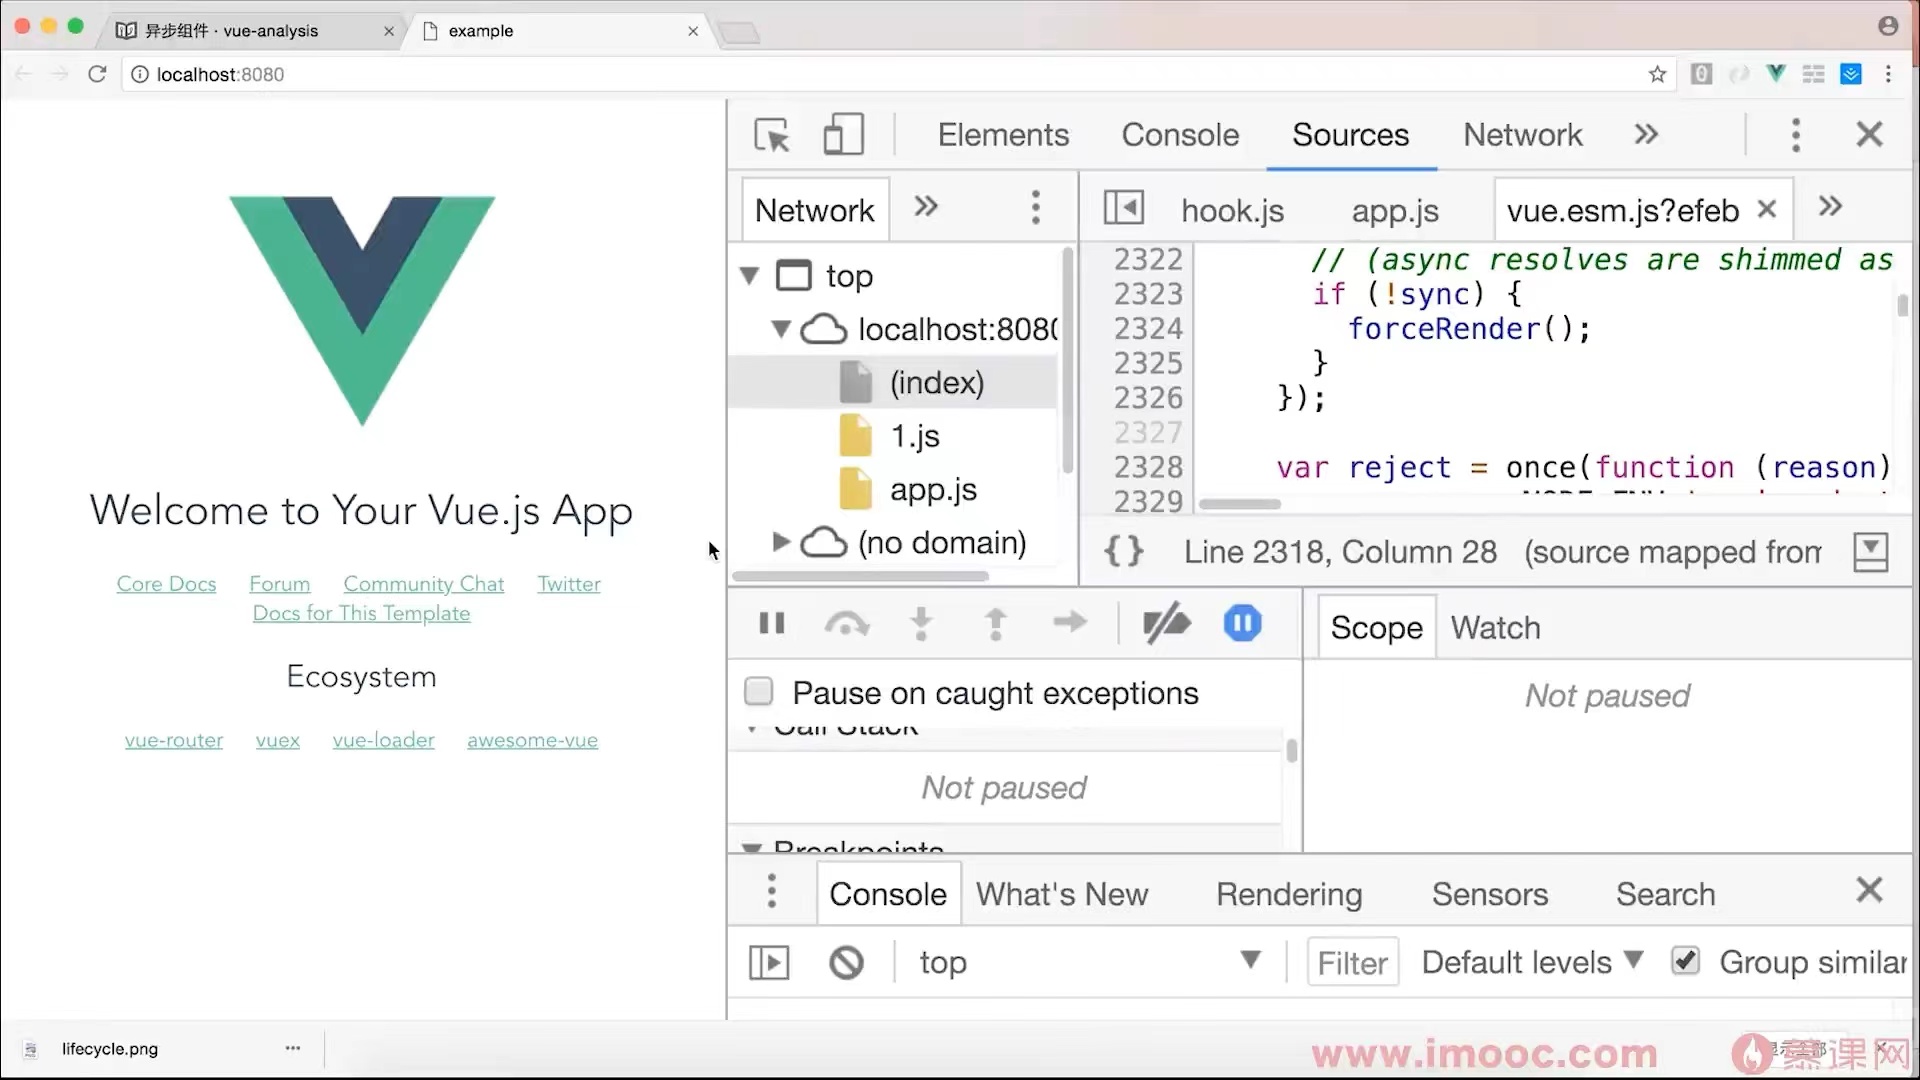 异步组件 · vue-analysis
example
localhost:8080
Welcome to Your Vue.js App
Core Docs Forum Community Chat Twitter
Docs for This Template
Ecosystem
vue-router vuex vue-loader awesome-vue
Elements Console Sources Network
Network
top
localhost:8080
(index)
1.js
app.js
(no domain)
hook.js app.js vue.esm.js?efeb
2322 // (async resolves are shimmed as
2323 if (!sync) {
2324 forceRender();
2325 }
2326 });
2327
2328 var reject = once(function (reason)
2329
{} Line 2318, Column 28 (source mapped from
Pause on caught exceptions
Call Stack
Not paused
Breakpoints
Scope Watch
Not paused
Console What's New Rendering Sensors Search
top Filter Default levels Group similar
lifecycle.png
www.imooc.com 慕课网